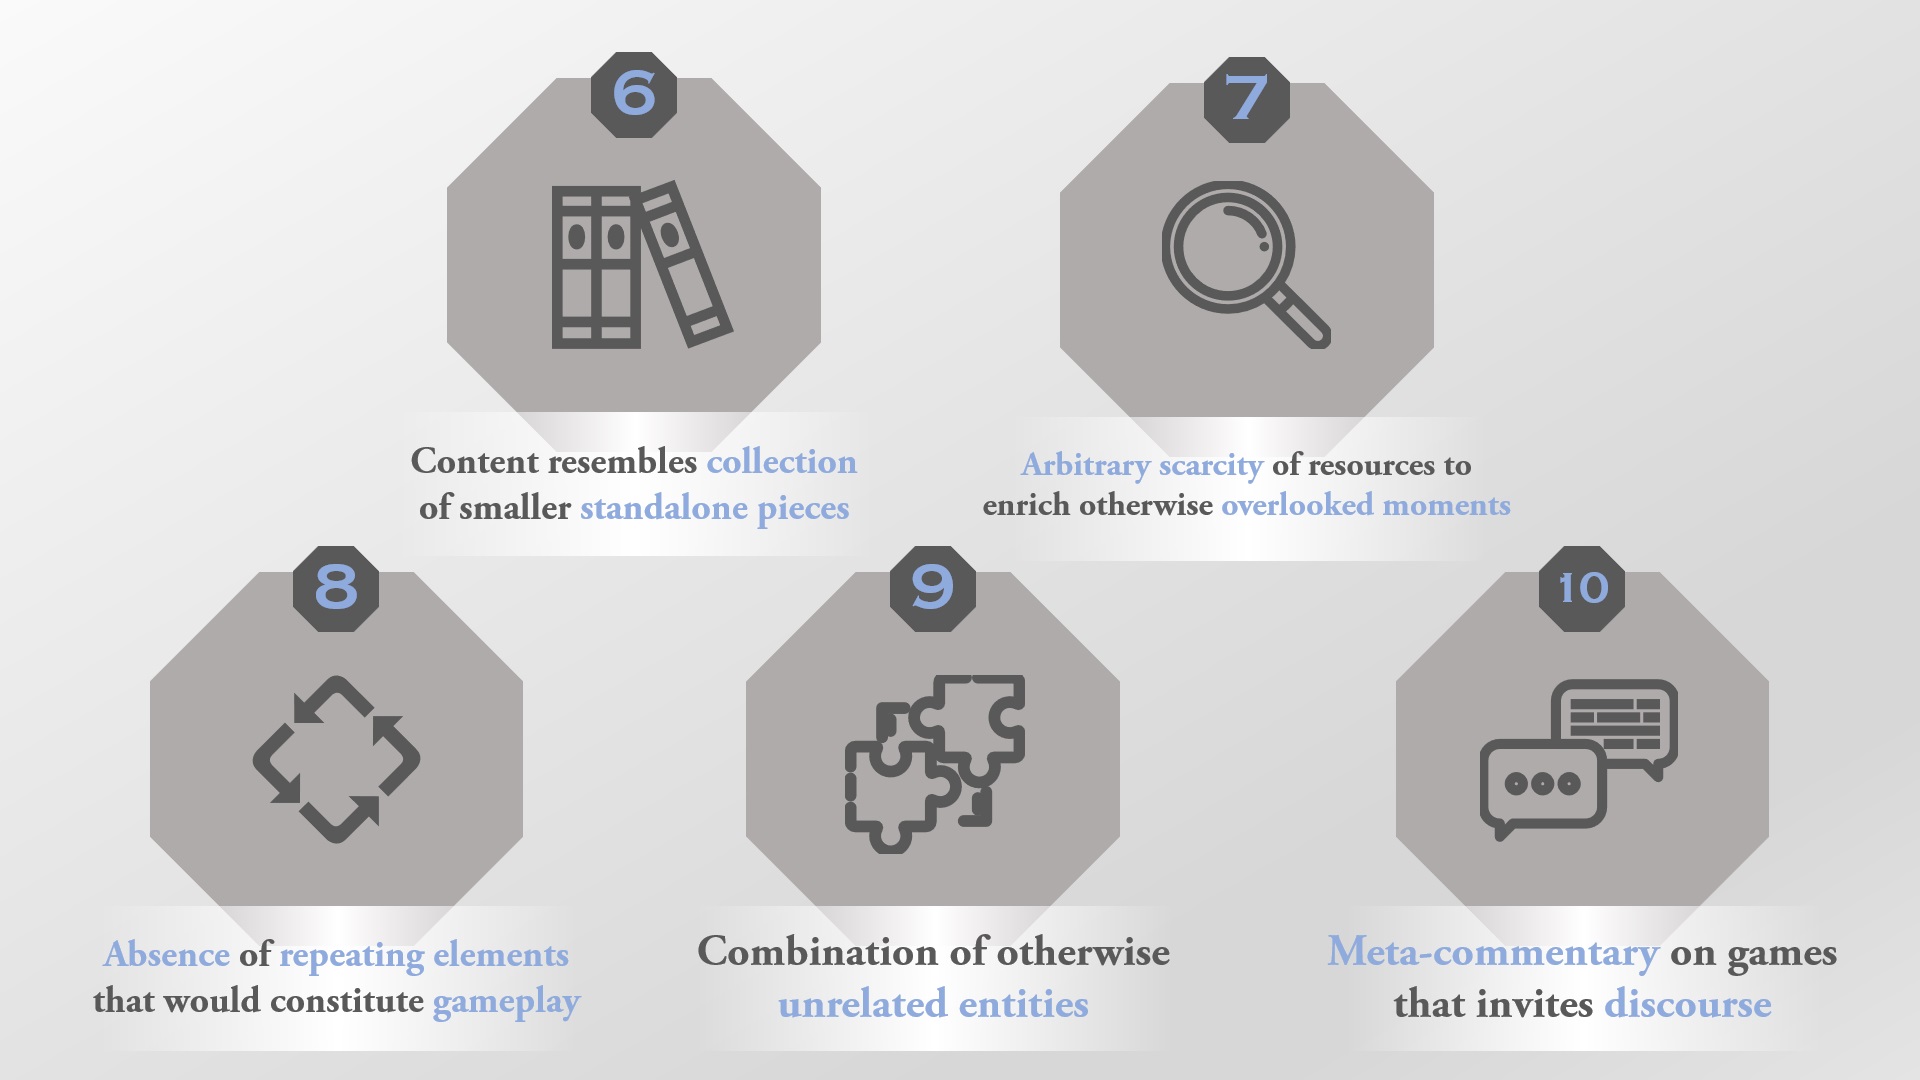 6
Content resembles collection
of smaller standalone pieces
7
Arbitrary scarcity of resources to
enrich otherwise overlooked moments
8
Absence of repeating elements
that would constitute gameplay
9
Combination of otherwise
unrelated entities
10
Meta-commentary on games
that invites discourse